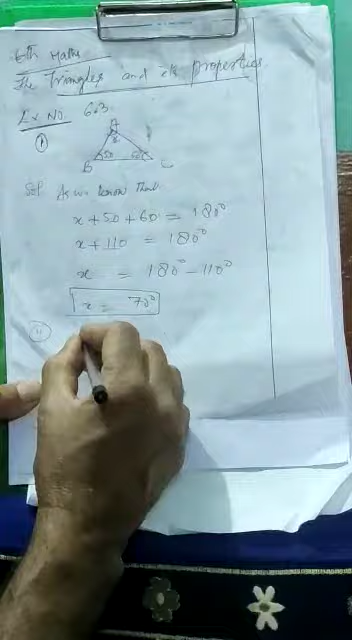 6th Maths
The Triangles and its properties
Ex No. 6.3
(i)
A
x
50 60
B C
Sol As we know that
x + 50 + 60 = 180°
x + 110 = 180°
x = 180° - 110°
x = 70°
(ii)